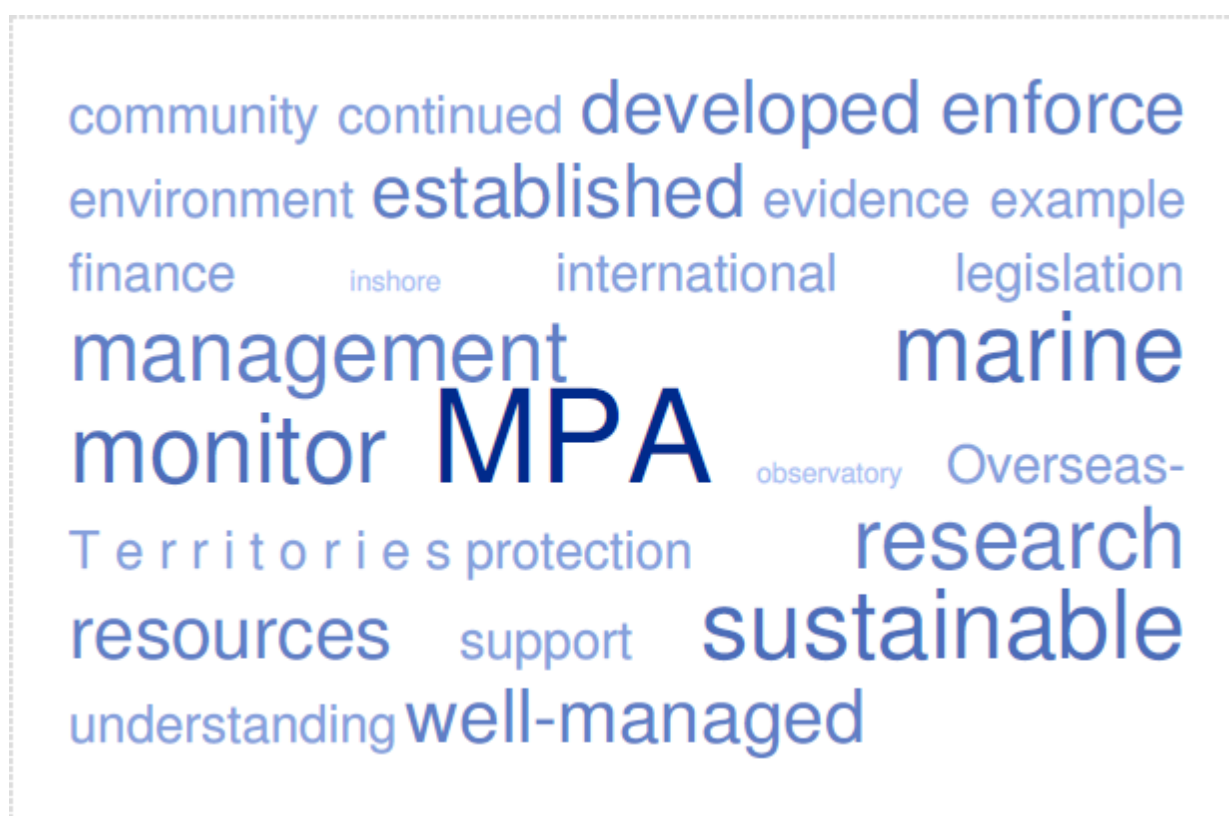 community continued developed enforce
environment established evidence example
finance inshore international legislation
management marine
monitor MPA observatory Overseas-
Territories protection research
resources support sustainable
understanding well-managed